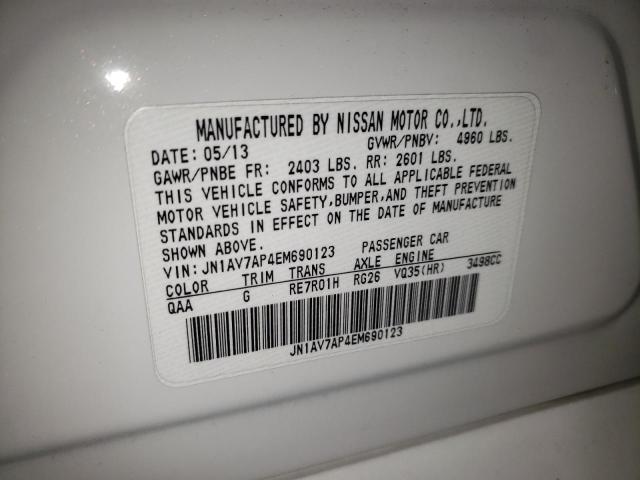 MANUFACTURED BY NISSAN MOTOR CO.,LTD.
DATE: 05/13 GVWR/PNBV: 4960 LBS.
GAWR/PNBE FR: 2403 LBS. RR: 2601 LBS.
THIS VEHICLE CONFORMS TO ALL APPLICABLE FEDERAL
MOTOR VEHICLE SAFETY,BUMPER,AND THEFT PREVENTION
STANDARDS IN EFFECT ON THE DATE OF MANUFACTURE
SHOWN ABOVE.
VIN: JN1AV7AP4EM690123 PASSENGER CAR
COLOR TRIM TRANS AXLE ENGINE
QAA G RE7R01H RG26 VQ35(HR) 3498CC
JN1AV7AP4EM690123